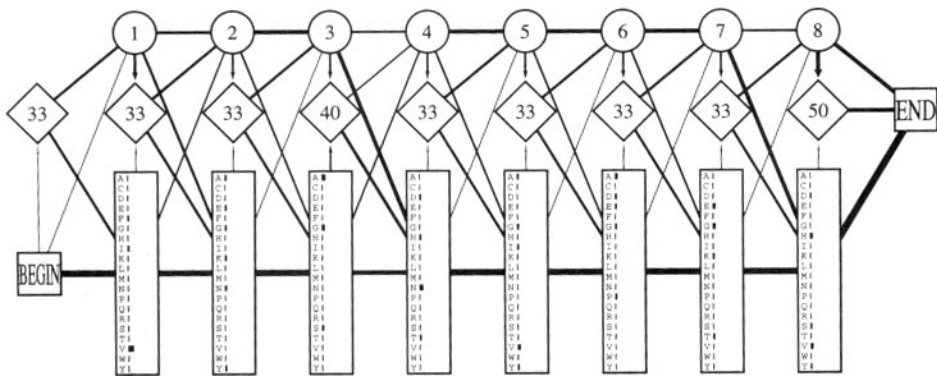 1 2 3 4 5 6 7 8
33 33 33 40 33 33 33 33 50 END
A A A A A A A A
C C C C C C C C
D D D D D D D D
E E E E E E E E
F F F F F F F F
G G G G G G G G
H H H H H H H H
I I I I I I I I
K K K K K K K K
L L L L L L L L
BEGIN
M M M M M M M M
N N N N N N N N
P P P P P P P P
Q Q Q Q Q Q Q Q
R R R R R R R R
S S S S S S S S
T T T T T T T T
V V V V V V V V
W W W W W W W W
Y Y Y Y Y Y Y Y